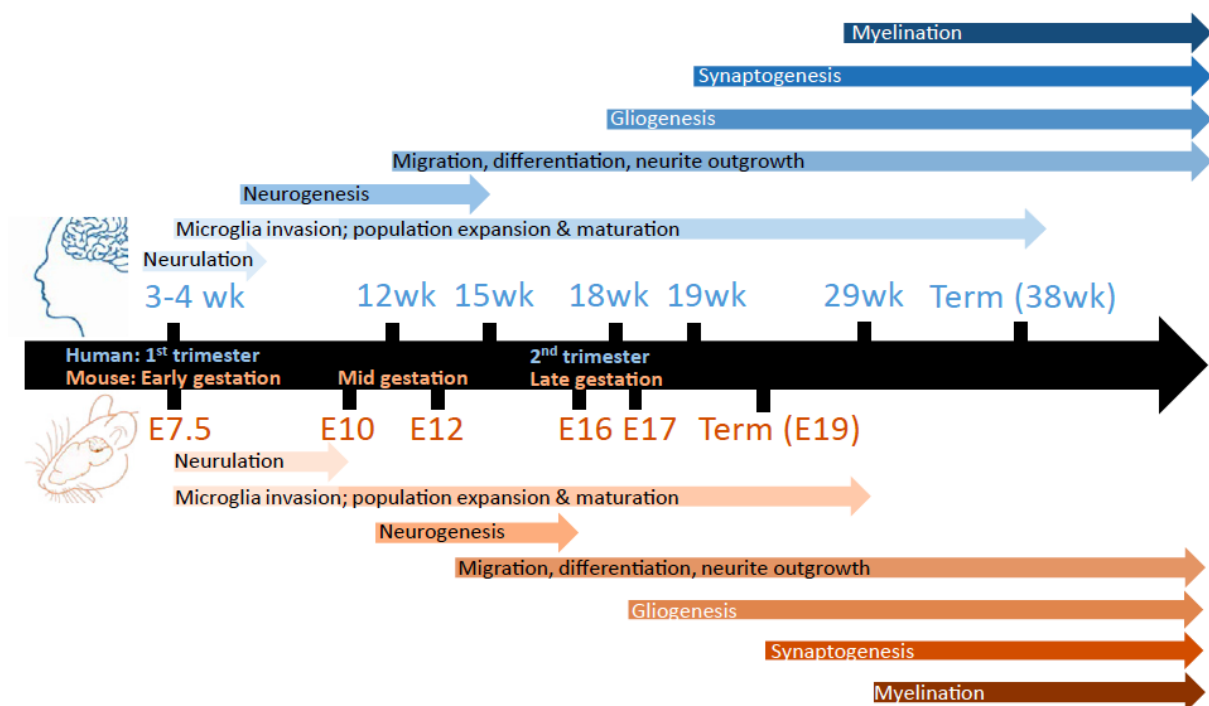 Myelination
Synaptogenesis
Gliogenesis
Migration, differentiation, neurite outgrowth
Neurogenesis
Microglia invasion; population expansion & maturation
Neurulation
3-4 wk 12wk 15wk 18wk 19wk 29wk Term (38wk)
Human: 1st trimester 2nd trimester
Mouse: Early gestation Mid gestation Late gestation
E7.5 E10 E12 E16 E17 Term (E19)
Neurulation
Microglia invasion; population expansion & maturation
Neurogenesis
Migration, differentiation, neurite outgrowth
Gliogenesis
Synaptogenesis
Myelination